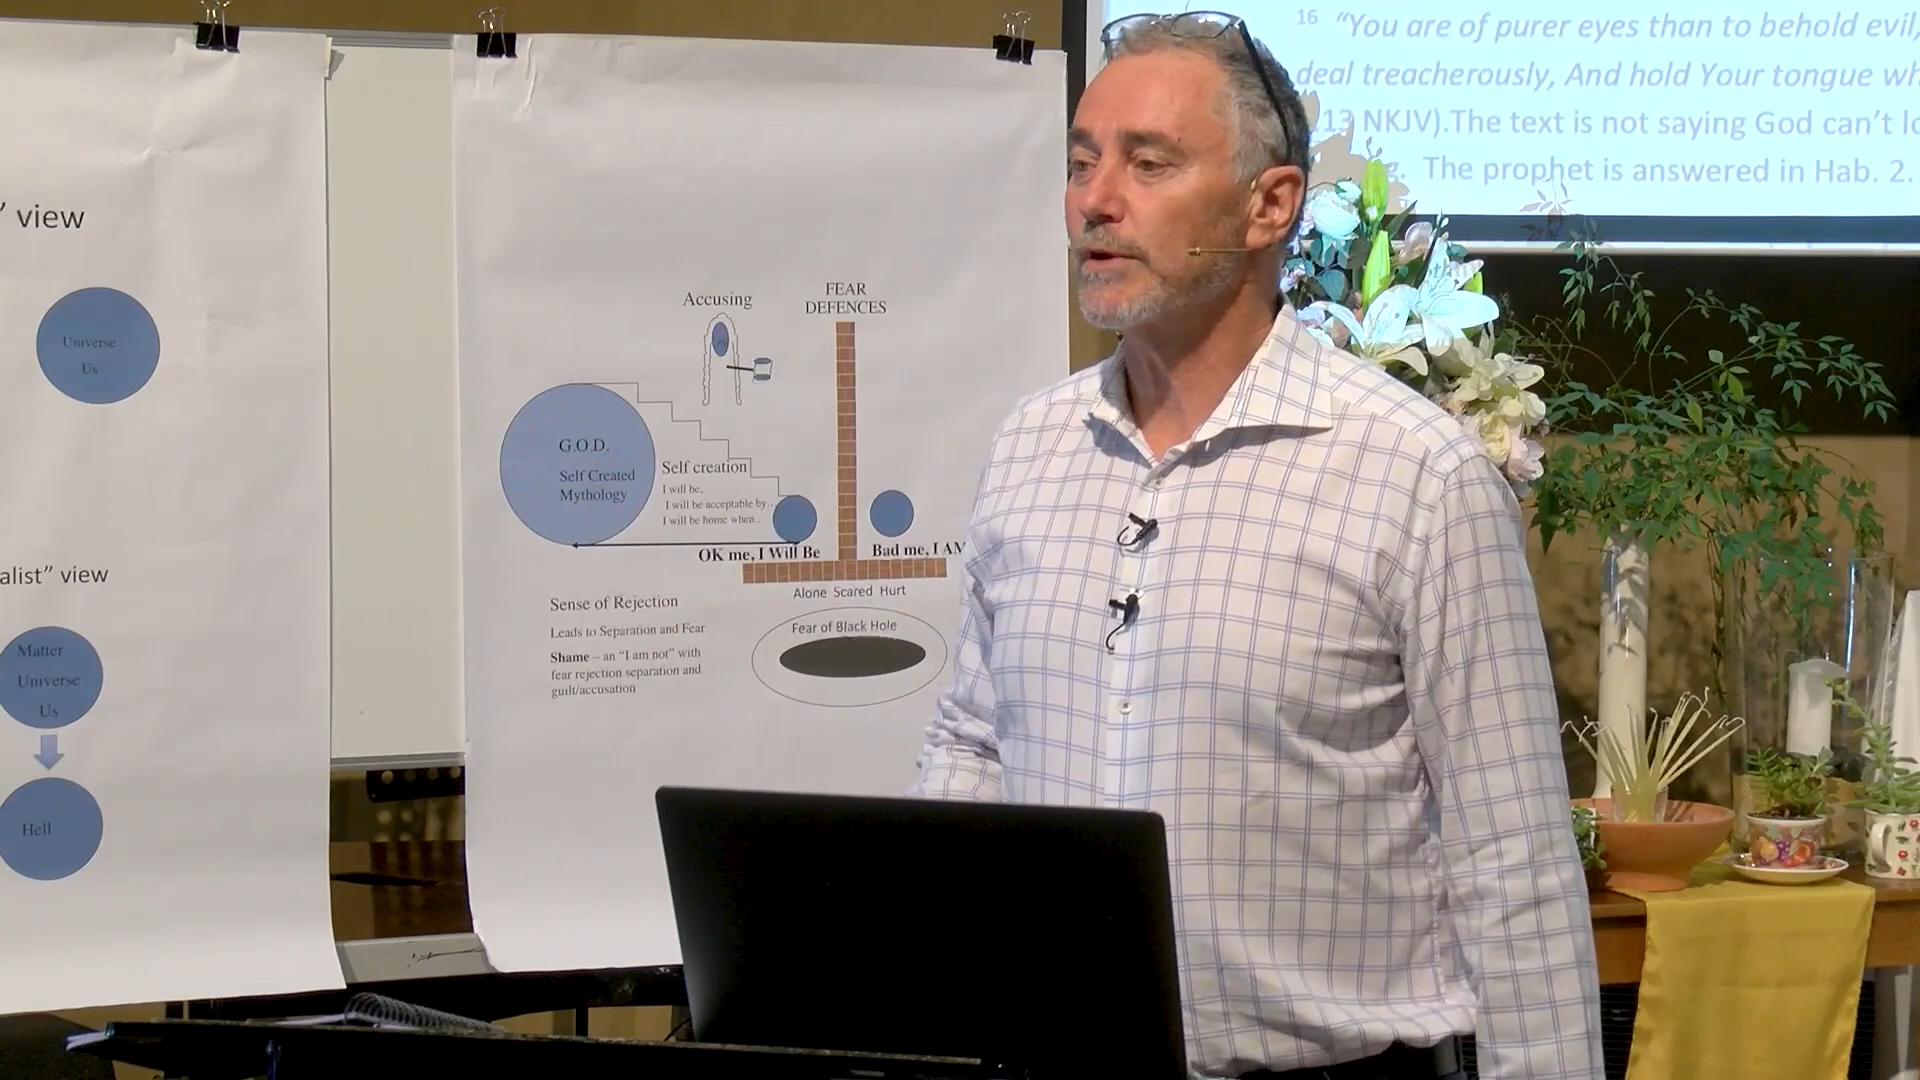 ” view
Universe
Us
alist” view
Matter
Universe
Us
Hell
Accusing
FEAR
DEFENCES
G.O.D.
Self Created
Mythology
Self creation
I will be,
I will be acceptable by..
I will be home when..
OK me, I Will Be
Bad me, I AM
Alone Scared Hurt
Fear of Black Hole
Sense of Rejection
Leads to Separation and Fear
Shame – an “I am not” with
fear rejection separation and
guilt/accusation
16 “You are of purer eyes than to behold evil,
deal treacherously, And hold Your tongue wh
13 NKJV).The text is not saying God can’t lo
g. The prophet is answered in Hab. 2.